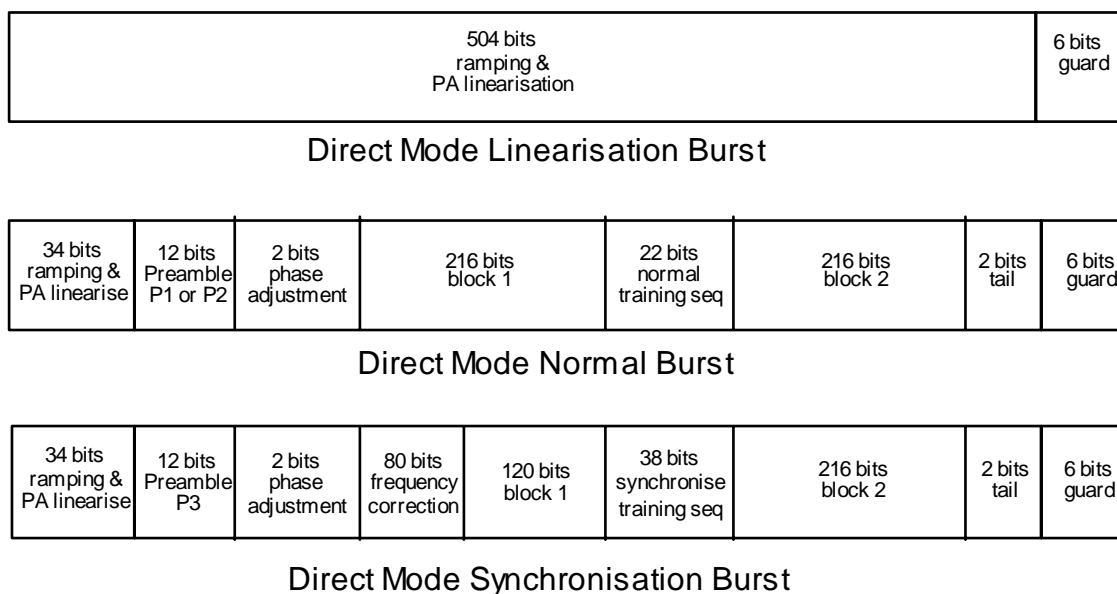 504 bits
ramping &
PA linearisation
6 bits
guard
Direct Mode Linearisation Burst
34 bits
ramping &
PA linearise
12 bits
Preamble
P1 or P2
2 bits
phase
adjustment
216 bits
block 1
22 bits
normal
training seq
216 bits
block 2
2 bits
tail
6 bits
guard
Direct Mode Normal Burst
34 bits
ramping &
PA linearise
12 bits
Preamble
P3
2 bits
phase
adjustment
80 bits
frequency
correction
120 bits
block 1
38 bits
synchronise
training seq
216 bits
block 2
2 bits
tail
6 bits
guard
Direct Mode Synchronisation Burst